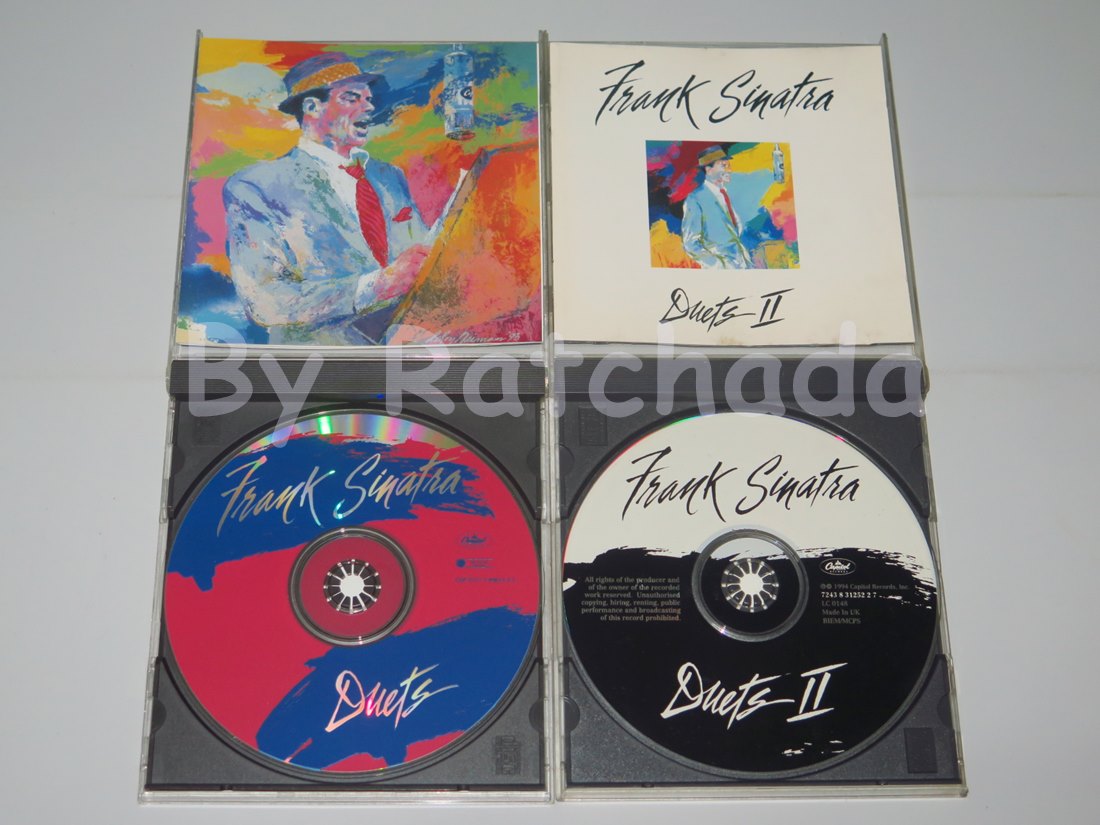 Frank Sinatra
Duets II
By Ratchada
Frank Sinatra
Capitol
Duets
Frank Sinatra
All rights of the producer and
of the owner of the recorded
work reserved. Unauthorised
copying, hiring, renting, public
performance and broadcasting
of this record prohibited.
Capitol
RECORDS
℗© 1994 Capitol Records, Inc.
7243 8 31252 2 7
LC 0148
Made In UK
BIEM/MCPS
Duets II